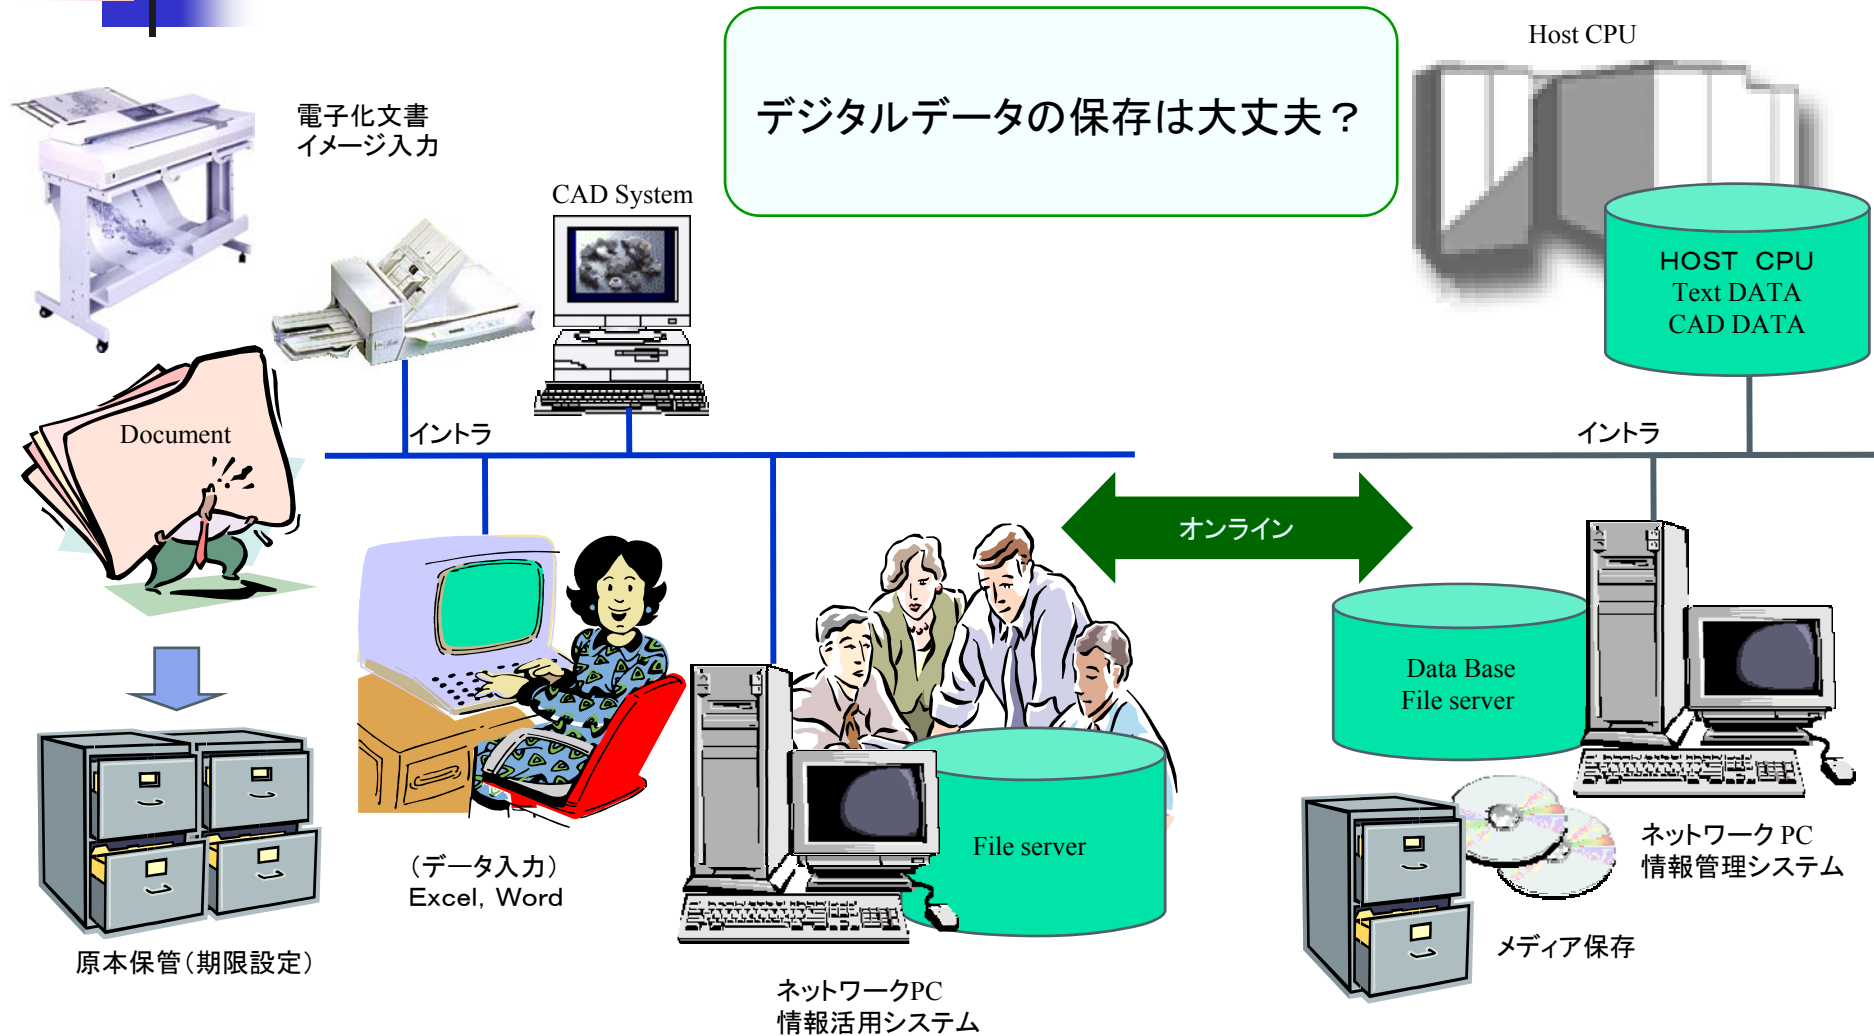 デジタルデータの保存は大丈夫？
Host CPU
電子化文書
イメージ入力
CAD System
HOST　CPU
Text DATA
CAD DATA
Document
イントラ
イントラ
オンライン
Data Base
File server
File server
（データ入力）
Excel，Word
ネットワーク PC
情報管理システム
メディア保存
原本保管（期限設定）
ネットワークPC
情報活用システム